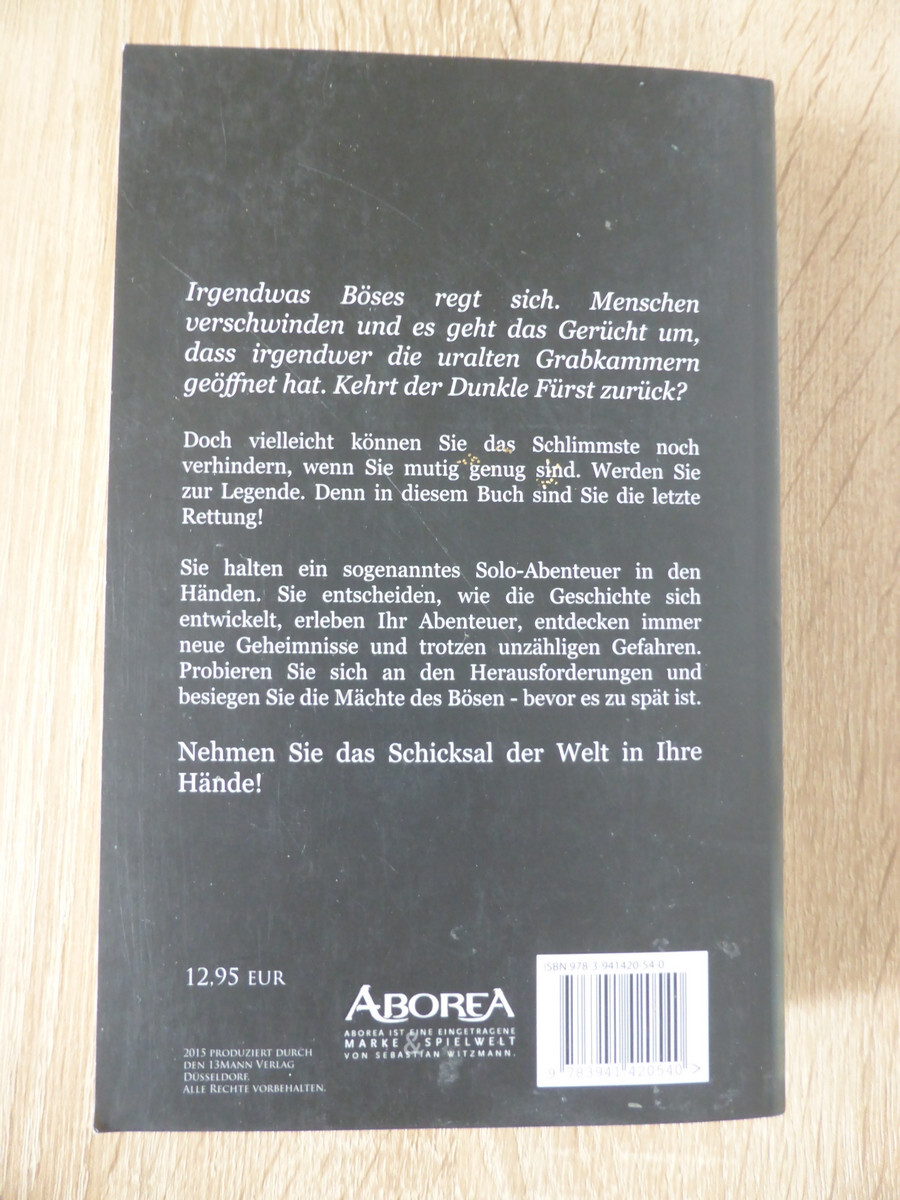 Irgendwas Böses regt sich. Menschen
verschwinden und es geht das Gerücht um,
dass irgendwer die uralten Grabkammern
geöffnet hat. Kehrt der Dunkle Fürst zurück?
Doch vielleicht können Sie das Schlimmste noch
verhindern, wenn Sie mutig genug sind. Werden Sie
zur Legende. Denn in diesem Buch sind Sie die letzte
Rettung!
Sie halten ein sogenanntes Solo-Abenteuer in den
Händen. Sie entscheiden, wie die Geschichte sich
entwickelt, erleben Ihr Abenteuer, entdecken immer
neue Geheimnisse und trotzen unzähligen Gefahren.
Probieren Sie sich an den Herausforderungen und
besiegen Sie die Mächte des Bösen - bevor es zu spät ist.
Nehmen Sie das Schicksal der Welt in Ihre
Hände!
12,95 EUR
2015 PRODUZIERT DURCH
DEN 13MANN VERLAG
DÜSSELDORF.
ALLE RECHTE VORBEHALTEN.
ABOREA
ABOREA IST EINE EINGETRAGENE
MARKE & SPIELWELT
VON SEBASTIAN WITZMANN.
ISBN 978-3-941420-54-0
9 783941 420540 >